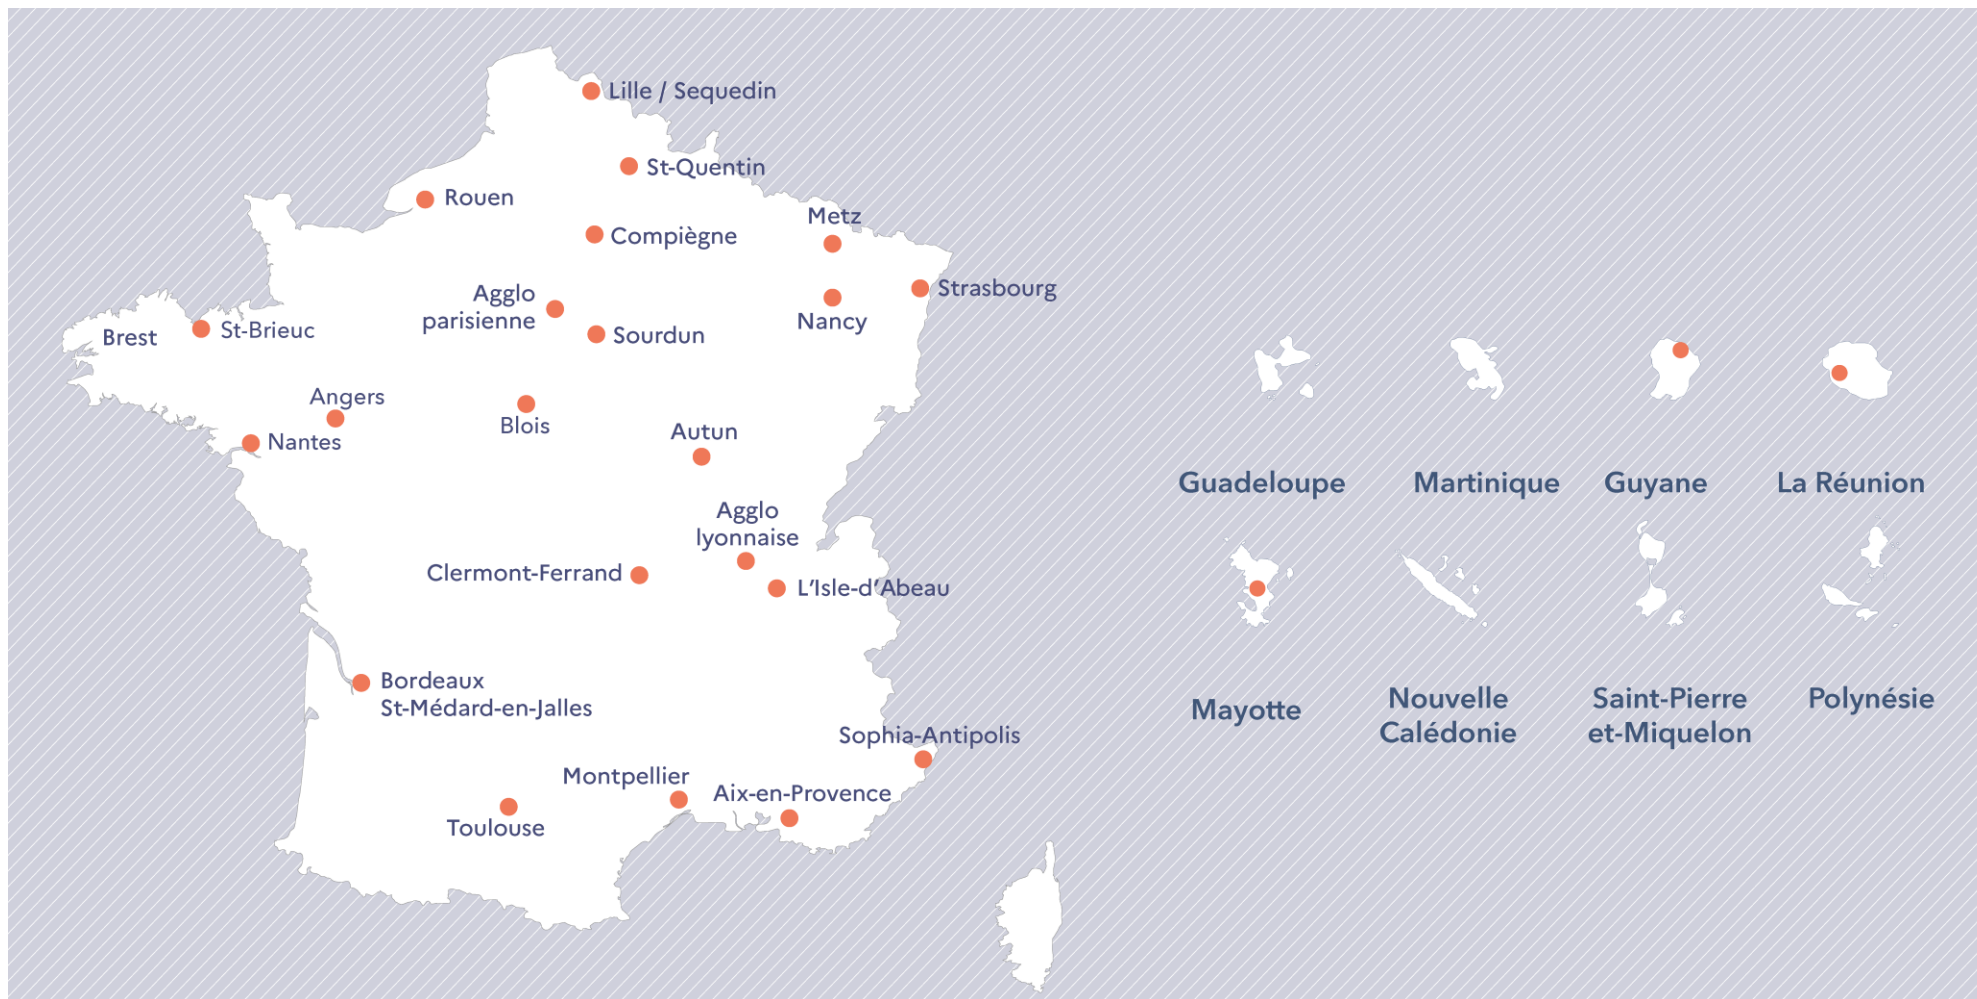 Lille / Sequedin
St-Quentin
Rouen
Metz
Compiègne
Strasbourg
Agglo
parisienne
Nancy
St-Brieuc
Brest
Sourdun
Angers
Blois
Autun
Nantes
Agglo
lyonnaise
Clermont-Ferrand
L'Isle-d'Abeau
Bordeaux
St-Médard-en-Jalles
Sophia-Antipolis
Montpellier
Aix-en-Provence
Toulouse
Guadeloupe
Martinique
Guyane
La Réunion
Mayotte
Nouvelle
Calédonie
Saint-Pierre
et-Miquelon
Polynésie